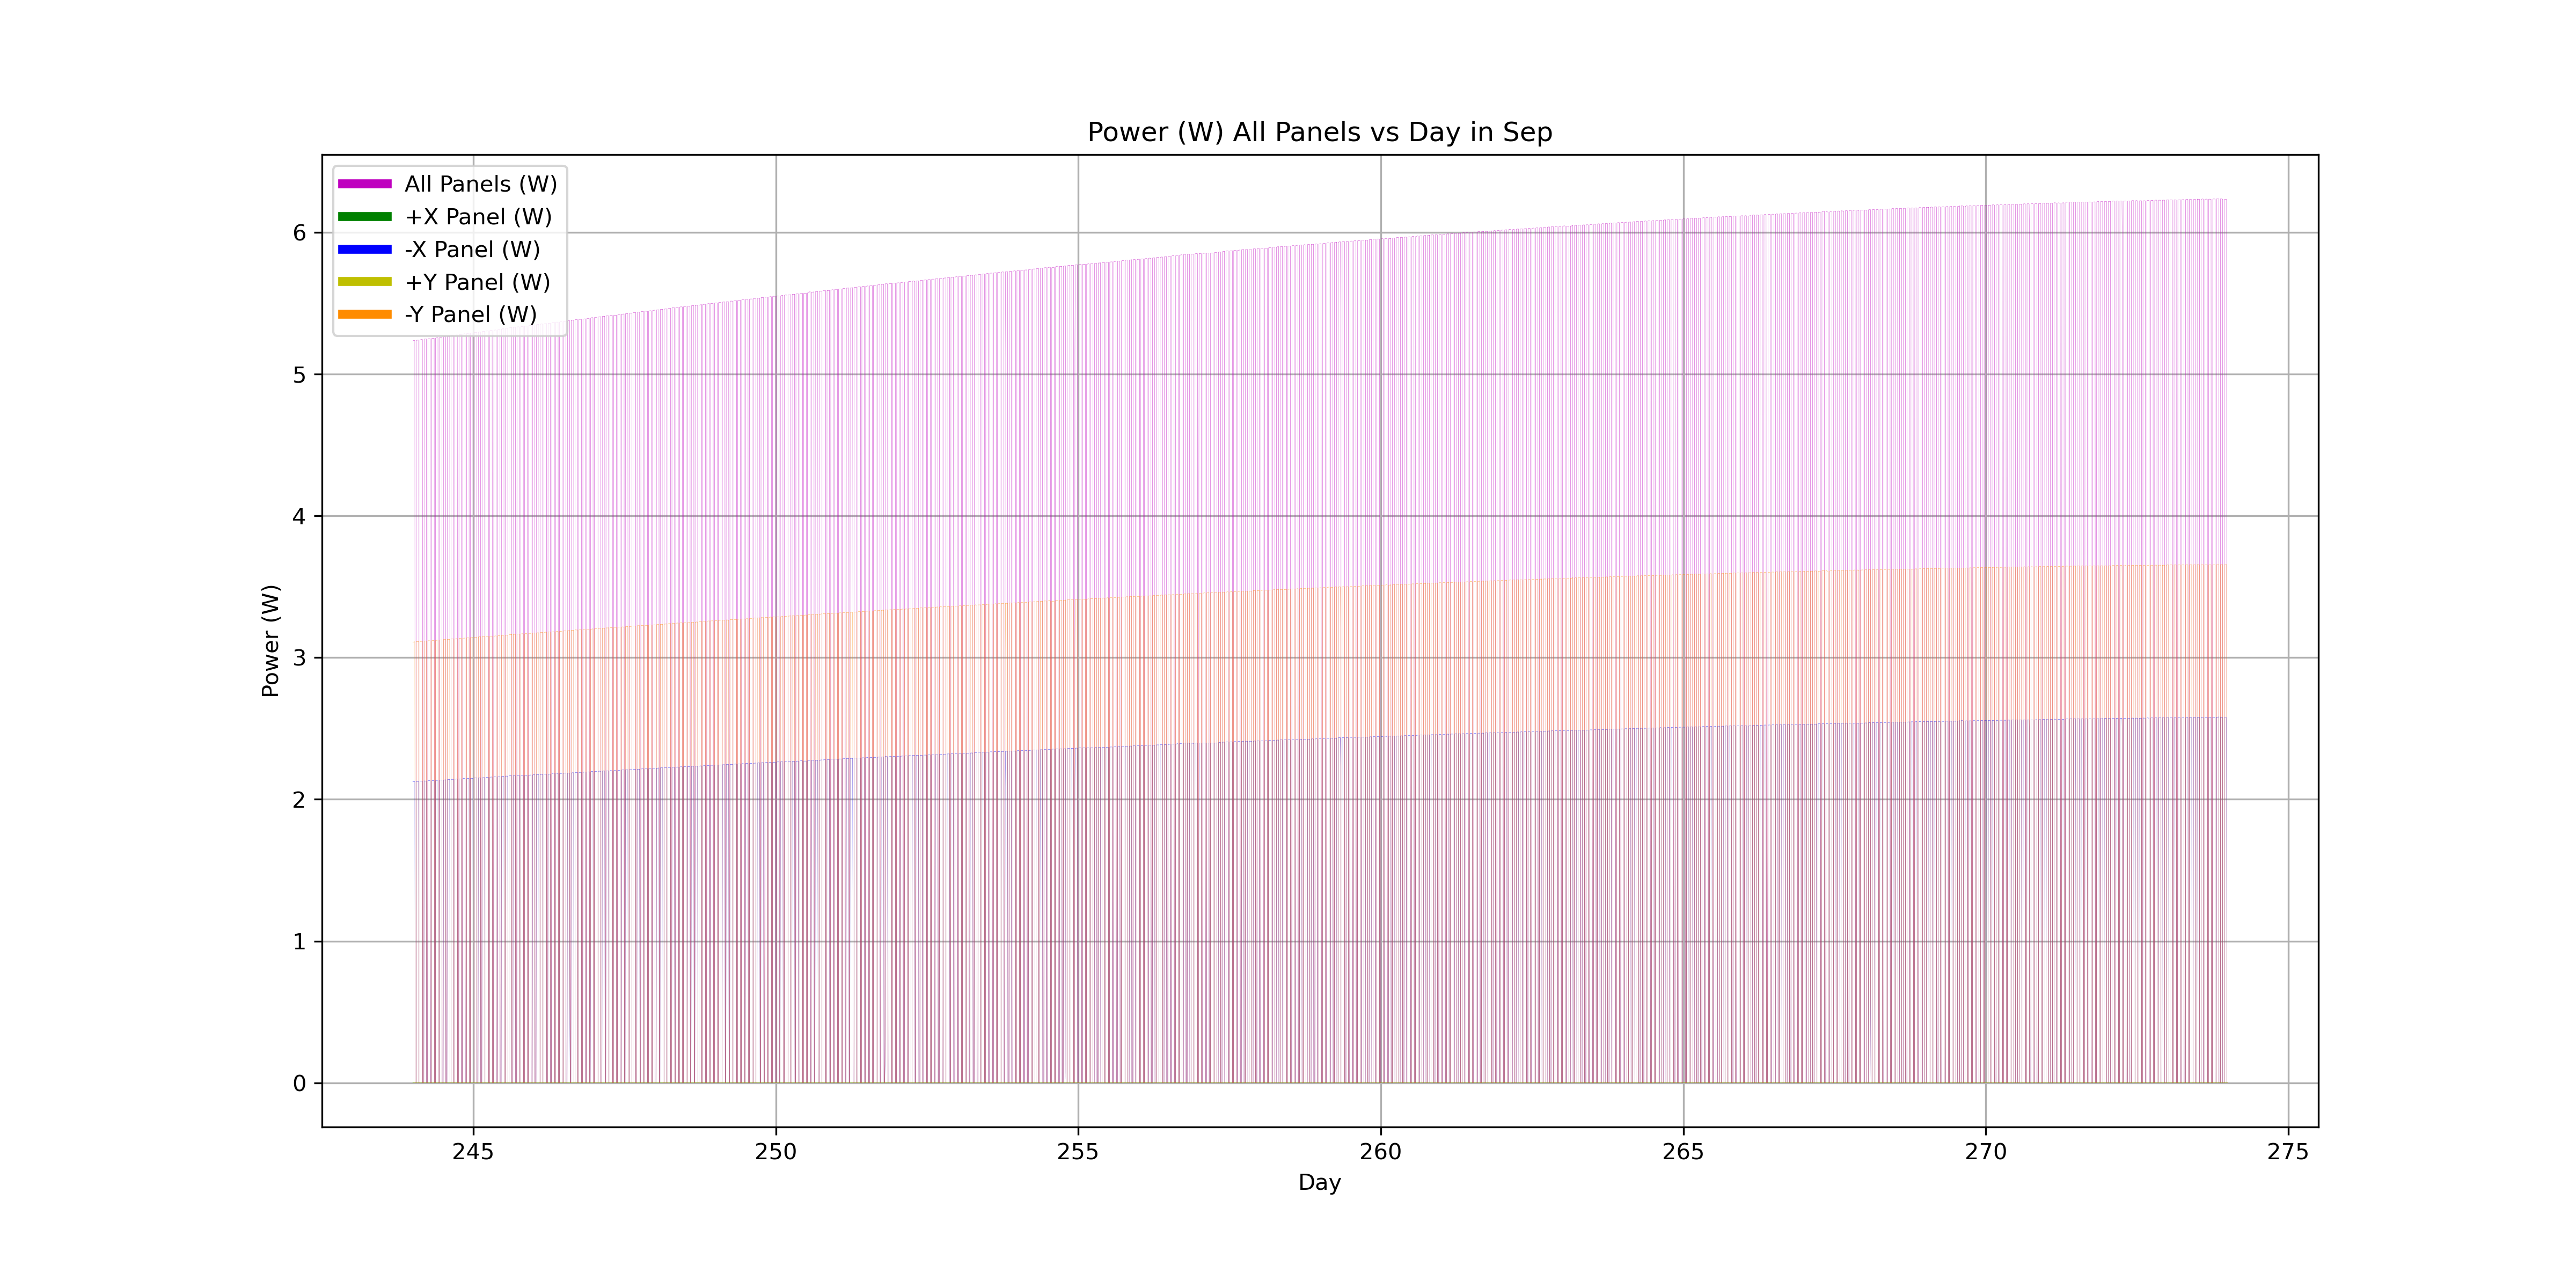 Power (W) All Panels vs Day in Sep
All Panels (W)
+X Panel (W)
-X Panel (W)
+Y Panel (W)
-Y Panel (W)
6
5
4
3
2
1
0
Power (W)
245 250 255 260 265 270 275
Day